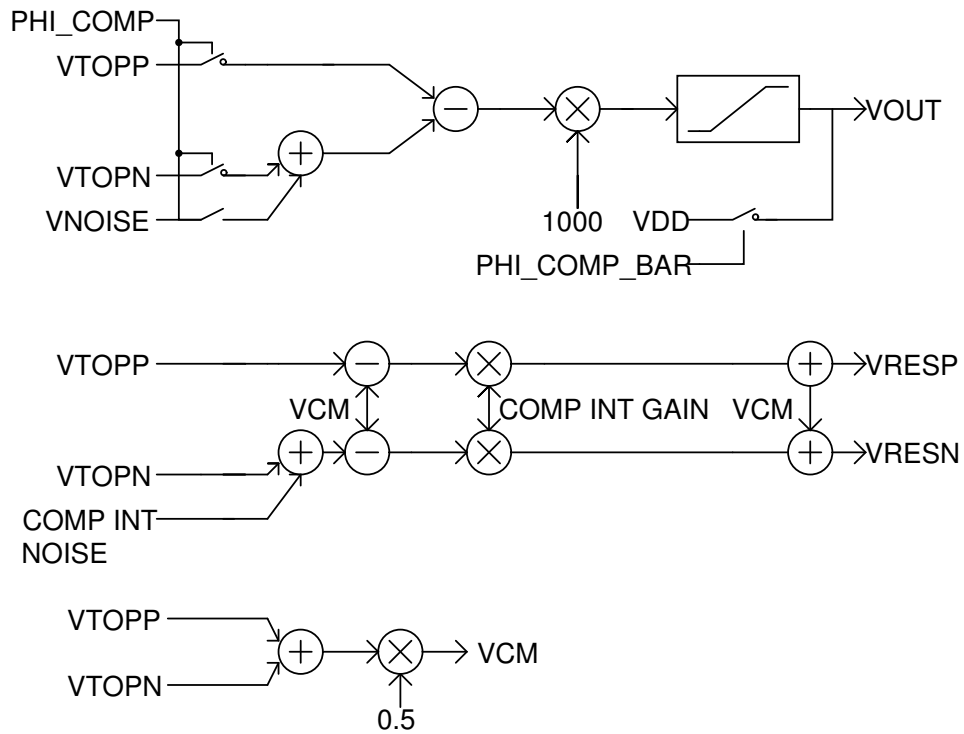 PHI_COMP
VTOPP
VTOPN
VNOISE
VOUT
1000
VDD
PHI_COMP_BAR
VTOPP
VRESP
VCM
COMP INT GAIN
VCM
VTOPN
VRESN
COMP INT
NOISE
VTOPP
VTOPN
VCM
0.5